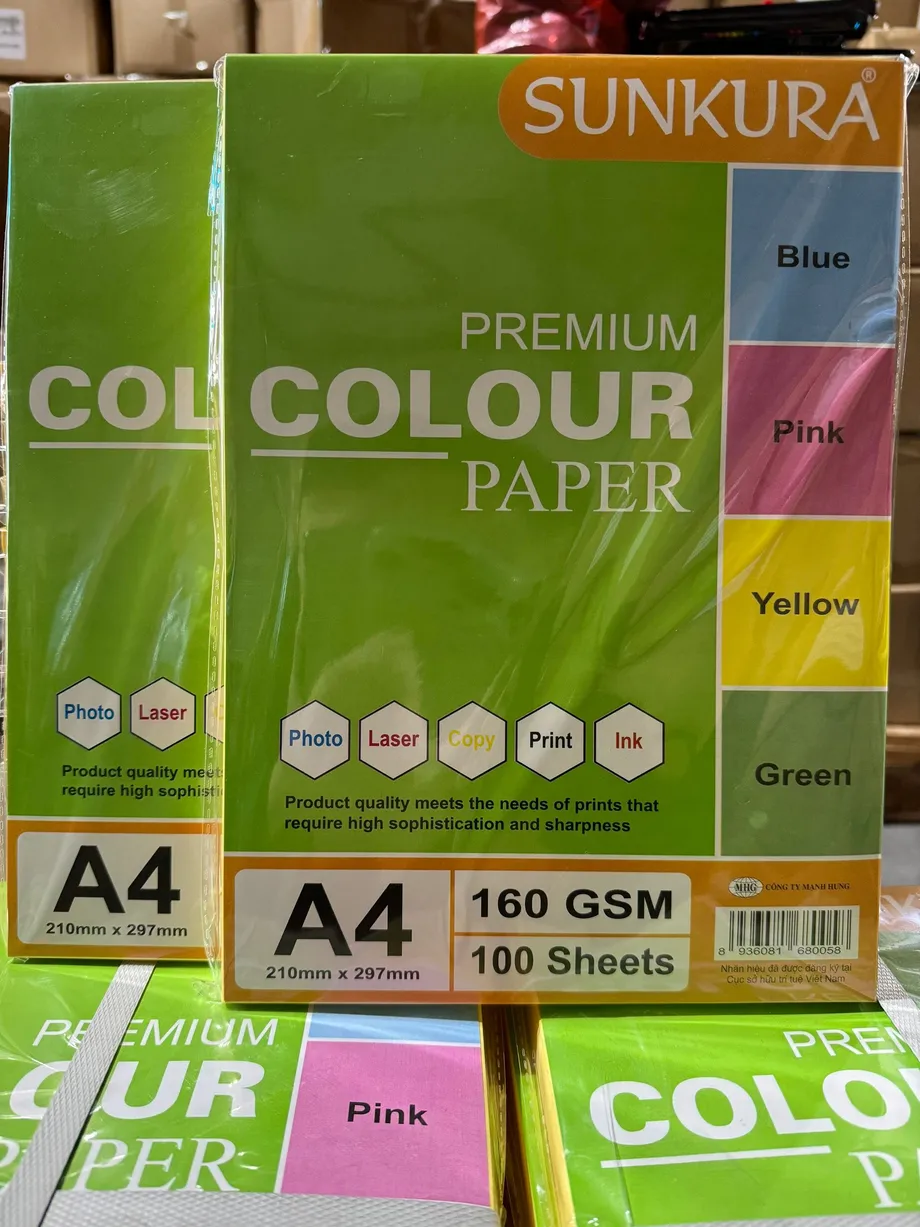 SUNKURA®
Blue
PREMIUM
COLOUR
PAPER
Pink
Yellow
Photo
Laser
Copy
Print
Ink
Product quality meets the needs of prints that
require high sophistication and sharpness
Green
A4
210mm x 297mm
160 GSM
100 Sheets
MHG CÔNG TY MẠNH HƯNG
8 936081 680058
Nhãn hiệu đã được đăng ký tại
Cục sở hữu trí tuệ Việt Nam
COL
Photo
Laser
Product quality meets
require high sophisti
A4
210mm x 297mm
PREMIUM
OUR
PER
Pink
PREM
COLO
P